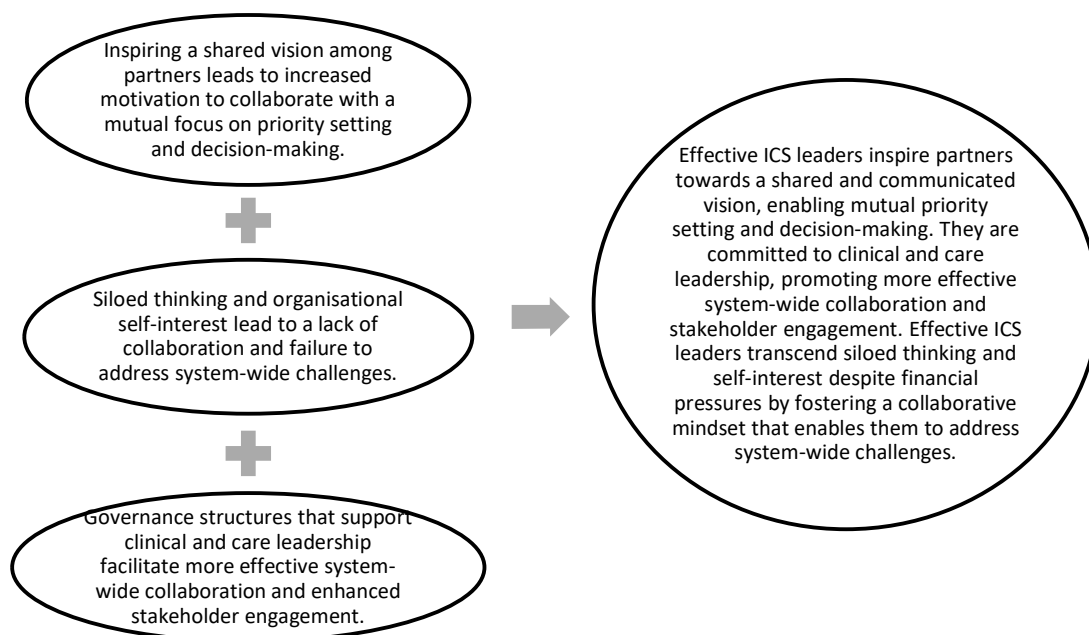 Inspiring a shared vision among
partners leads to increased
motivation to collaborate with a
mutual focus on priority setting
and decision-making.
Siloed thinking and organisational
self-interest lead to a lack of
collaboration and failure to
address system-wide challenges.
Governance structures that support
clinical and care leadership
facilitate more effective system-
wide collaboration and enhanced
stakeholder engagement.
Effective ICS leaders inspire partners
towards a shared and communicated
vision, enabling mutual priority
setting and decision-making. They are
committed to clinical and care
leadership, promoting more effective
system-wide collaboration and
stakeholder engagement. Effective ICS
leaders transcend siloed thinking and
self-interest despite financial
pressures by fostering a collaborative
mindset that enables them to address
system-wide challenges.